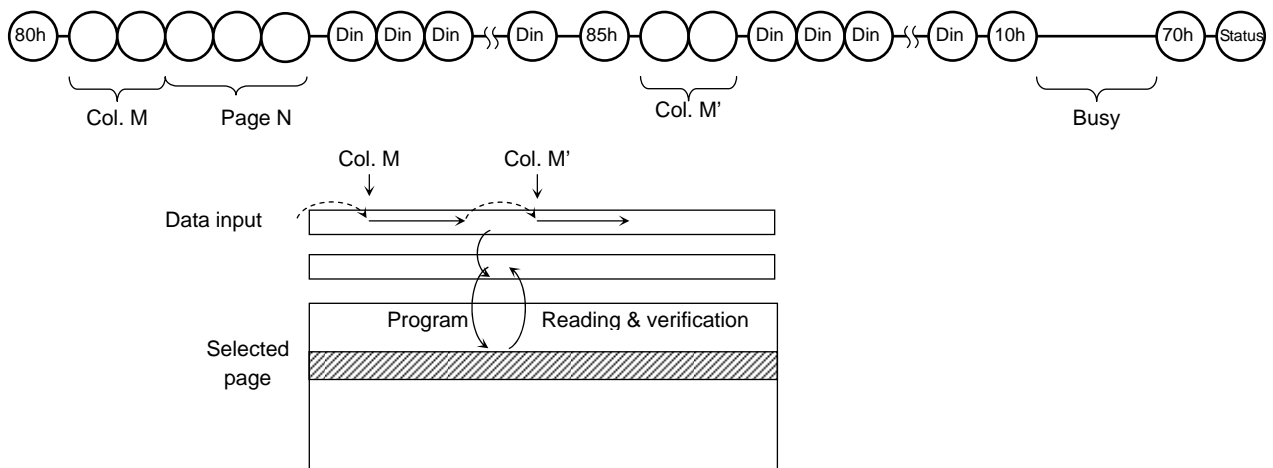 80h Din Din Din Din 85h Din Din Din Din 10h 70h Status
Col. M Page N Col. M’ Busy
Col. M Col. M’
Data input
Program Reading & verification
Selected
page